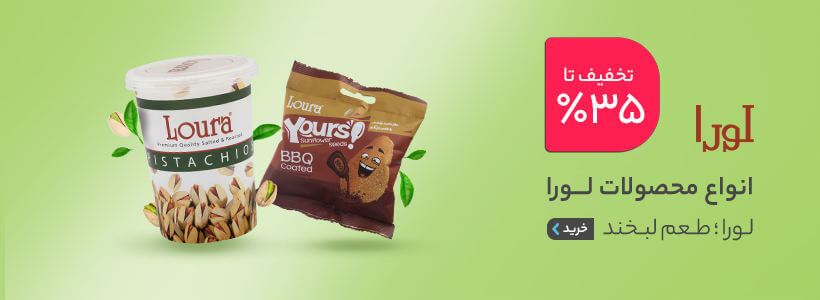 تخفیف تا
%۳۵
لورا
انواع محصولات لـورا
لورا؛ طعم لبخند
خرید
Loura
Premium Quality Salted & Roasted
PISTACHIO
Loura
Yours!
Sunflower
seeds
BBQ
coated